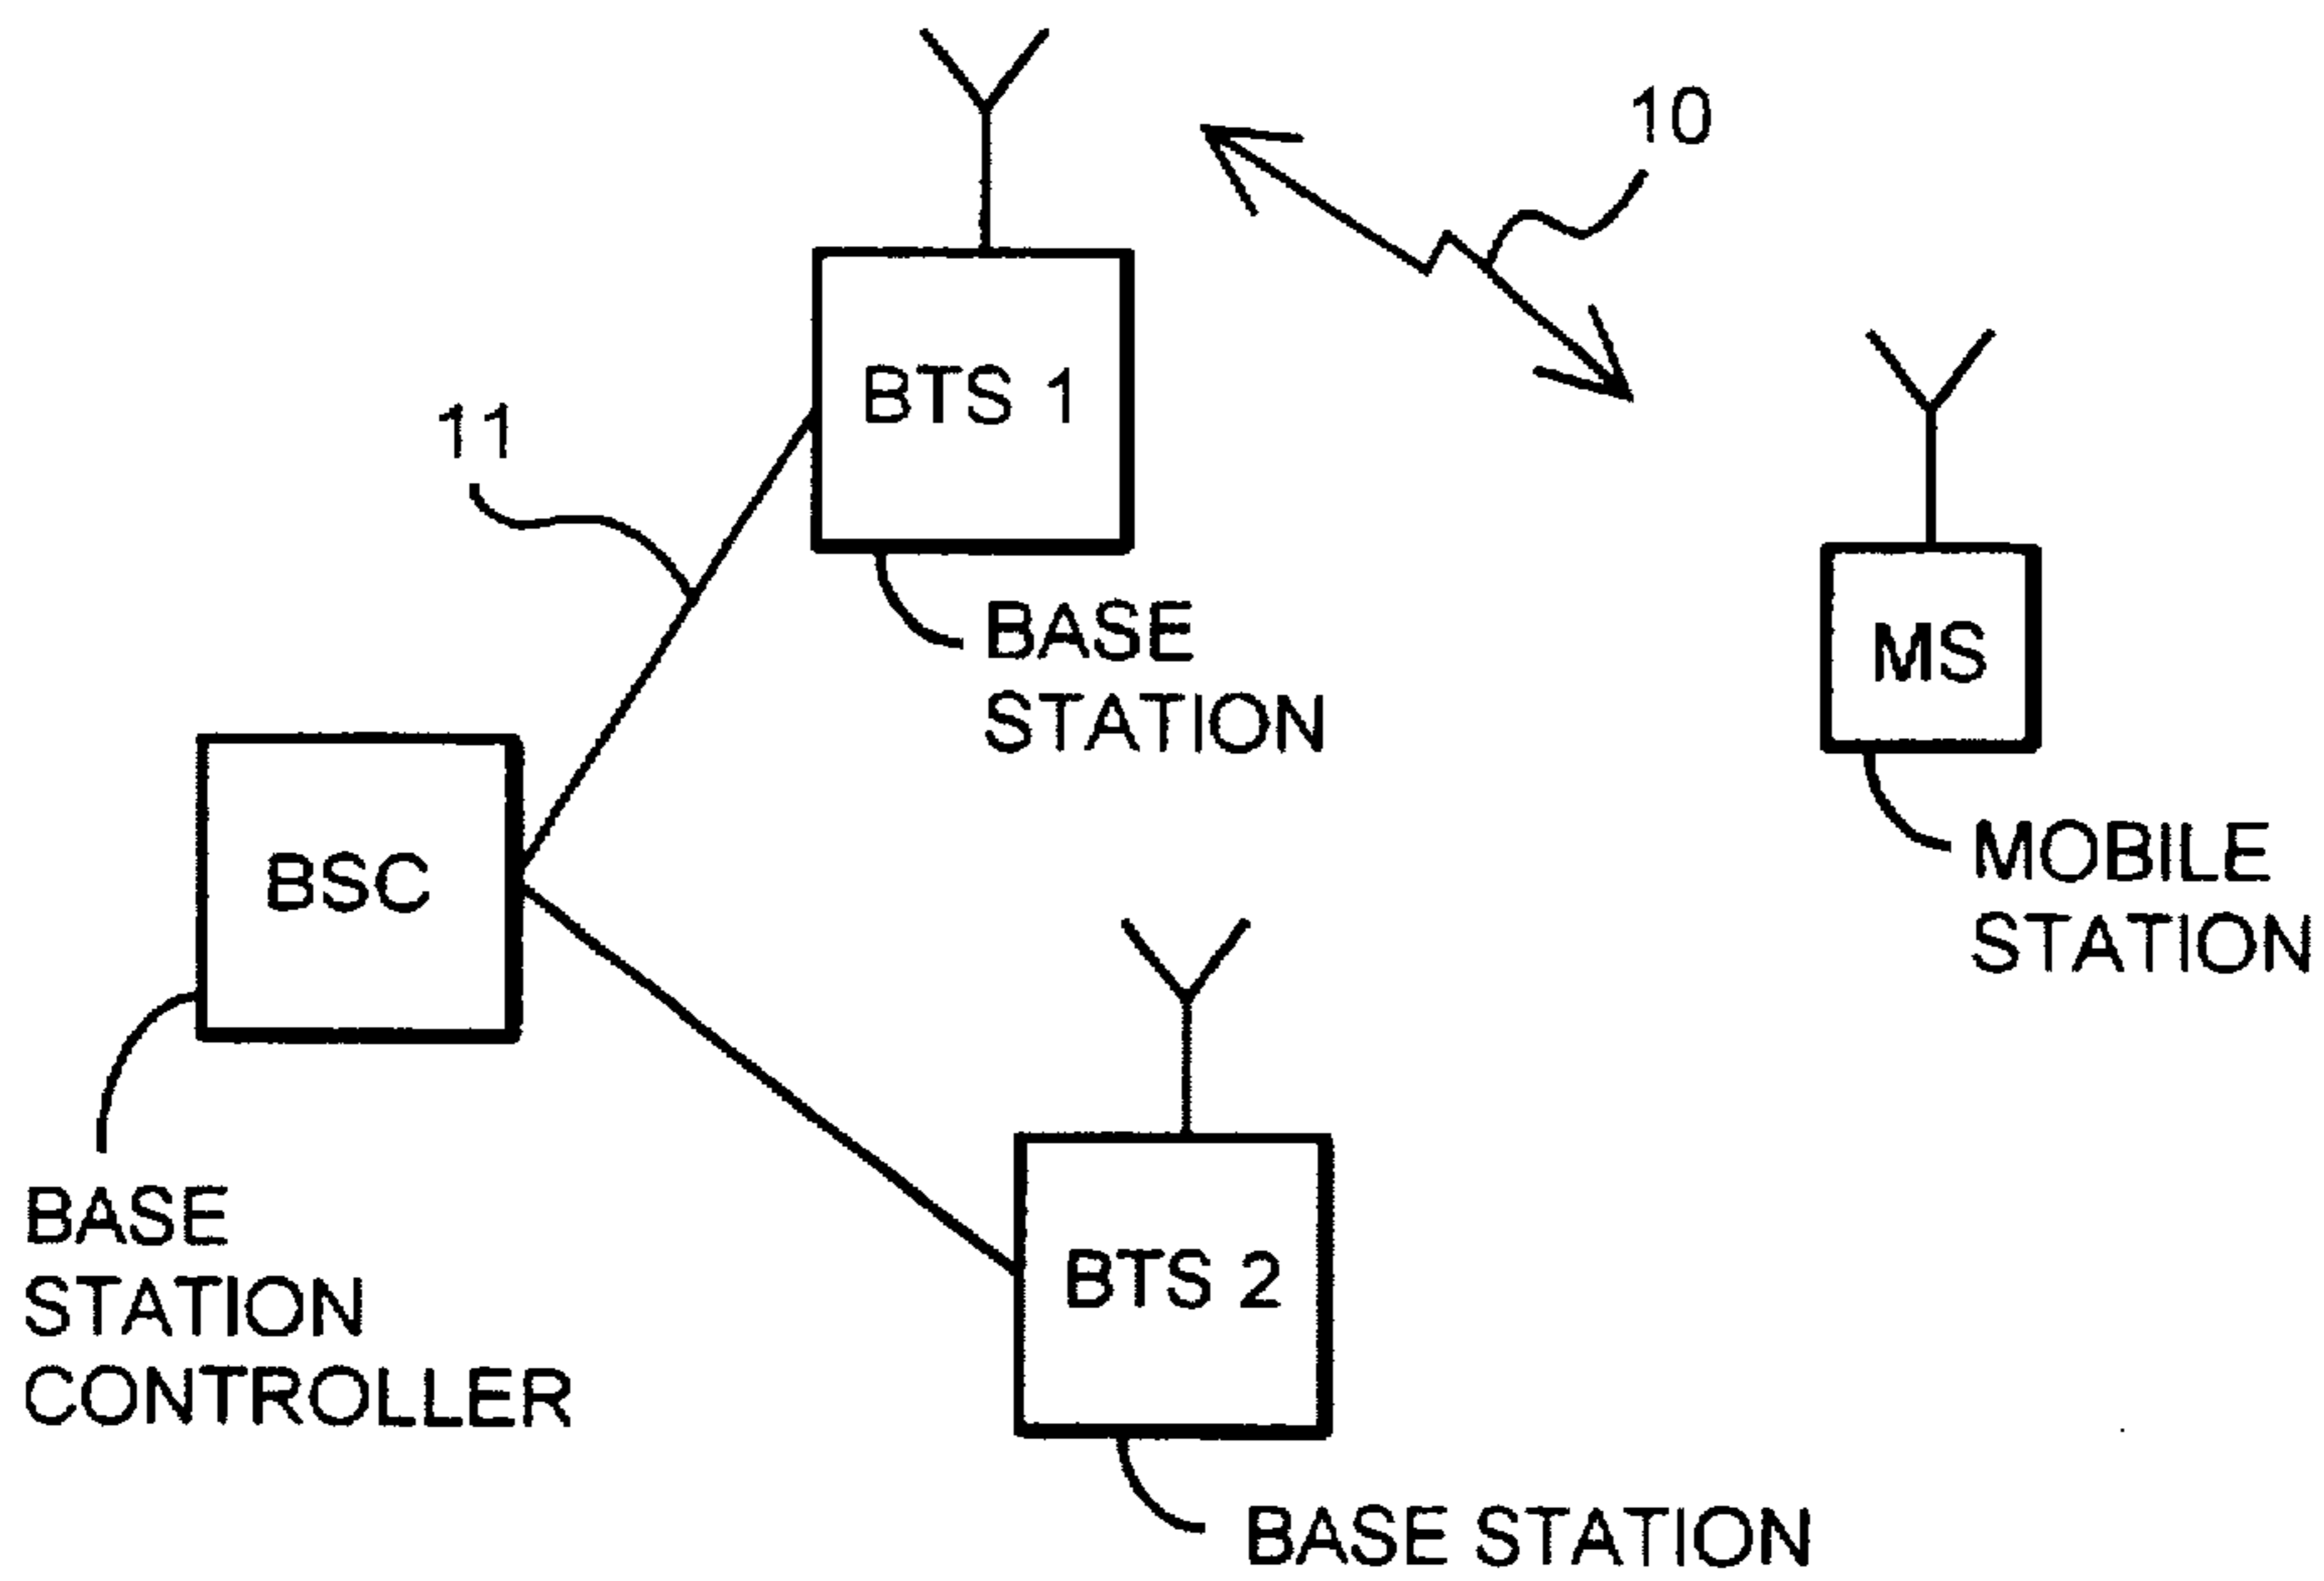 10
BTS 1
11
BASE
STATION
MS
BSC
MOBILE
STATION
BASE
STATION
CONTROLLER
BTS 2
BASE STATION